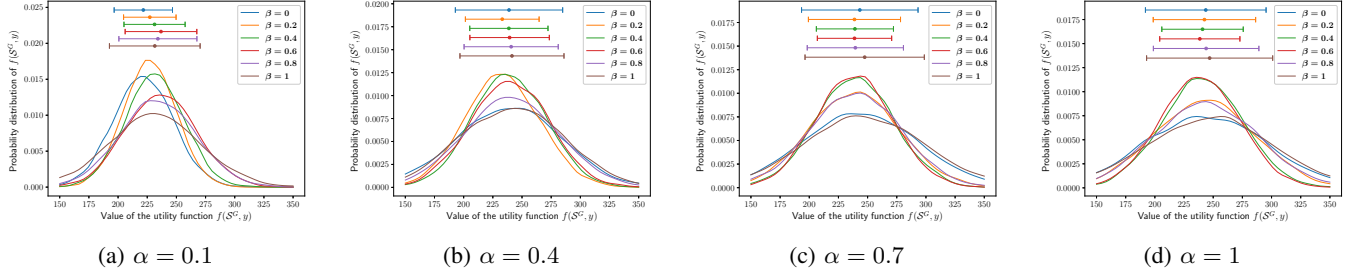 Probability distribution of f(𝒮^G, y)
0.025
0.020
0.015
0.010
0.005
0.000
β = 0
β = 0.2
β = 0.4
β = 0.6
β = 0.8
β = 1
150 175 200 225 250 275 300 325 350
Value of the utility function f(𝒮^G, y)
(a) α = 0.1
Probability distribution of f(𝒮^G, y)
0.0200
0.0175
0.0150
0.0125
0.0100
0.0075
0.0050
0.0025
0.0000
β = 0
β = 0.2
β = 0.4
β = 0.6
β = 0.8
β = 1
150 175 200 225 250 275 300 325 350
Value of the utility function f(𝒮^G, y)
(b) α = 0.4
Probability distribution of f(𝒮^G, y)
0.0175
0.0150
0.0125
0.0100
0.0075
0.0050
0.0025
0.0000
β = 0
β = 0.2
β = 0.4
β = 0.6
β = 0.8
β = 1
150 175 200 225 250 275 300 325 350
Value of the utility function f(𝒮^G, y)
(c) α = 0.7
Probability distribution of f(𝒮^G, y)
0.0175
0.0150
0.0125
0.0100
0.0075
0.0050
0.0025
0.0000
β = 0
β = 0.2
β = 0.4
β = 0.6
β = 0.8
β = 1
150 175 200 225 250 275 300 325 350
Value of the utility function f(𝒮^G, y)
(d) α = 1